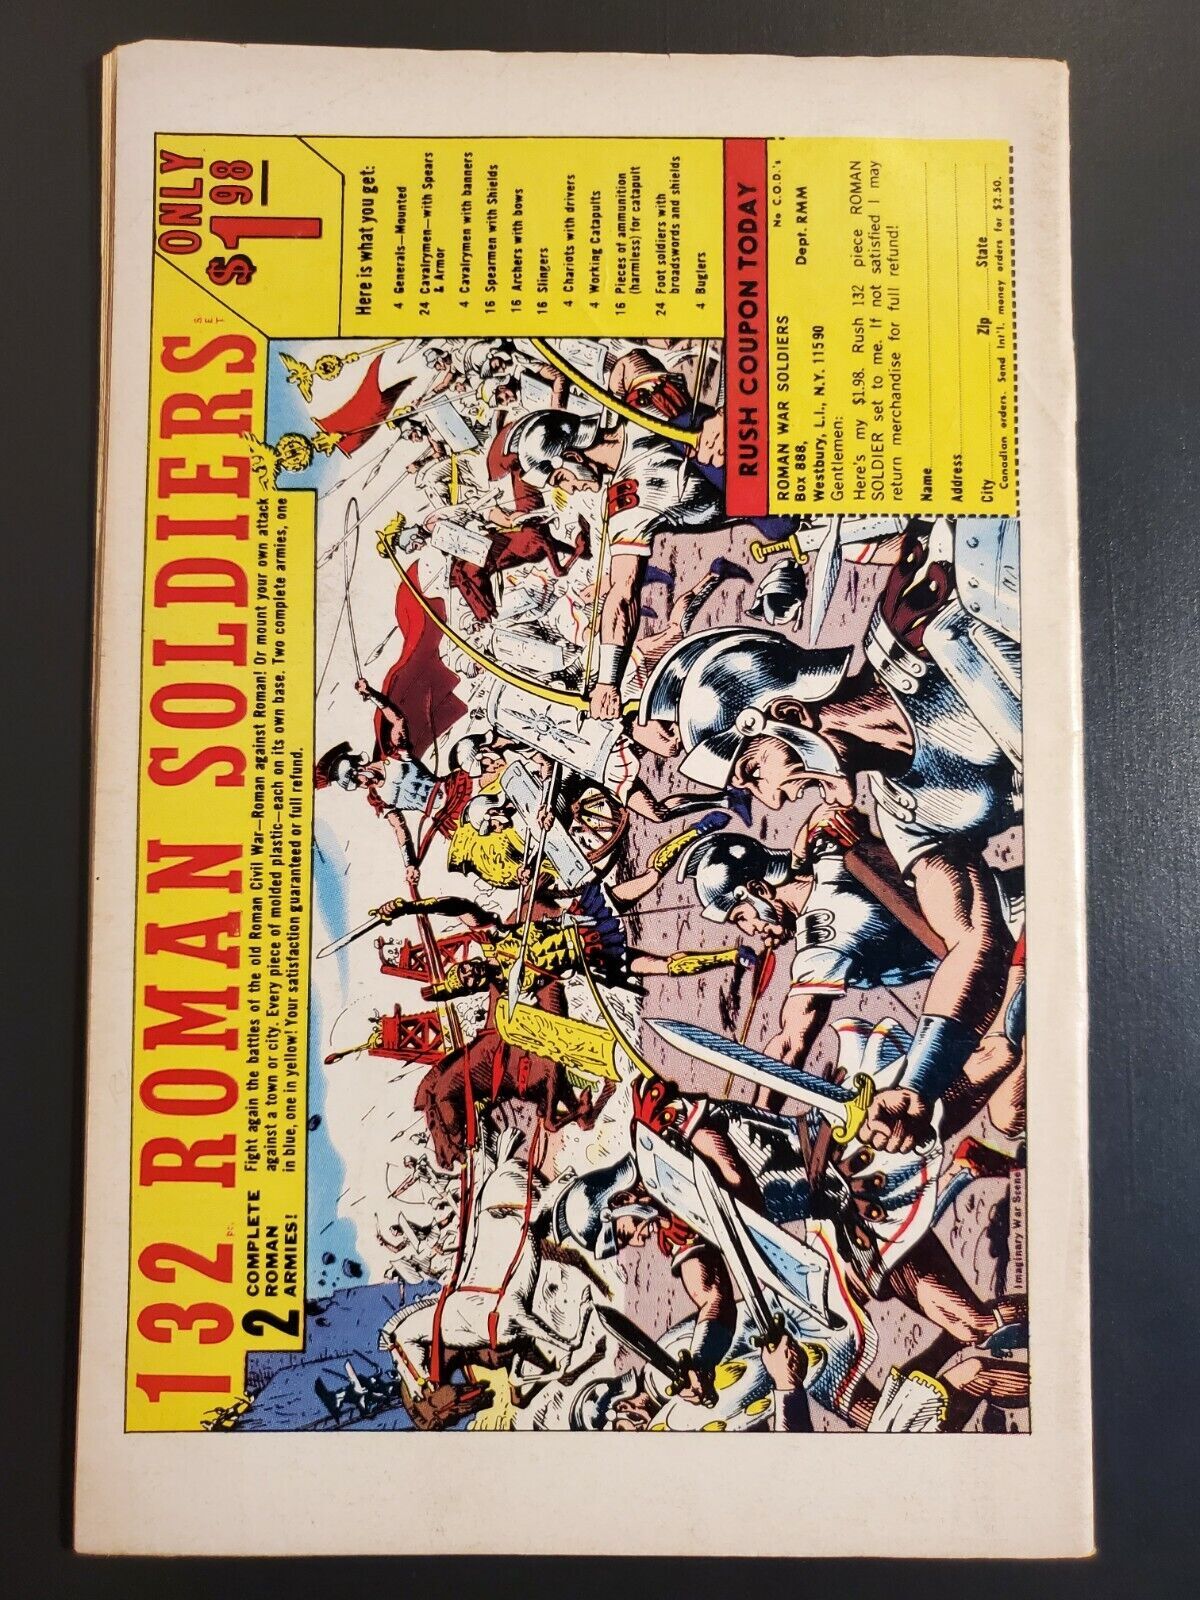 132 PC. ROMAN SOLDIERS SET
ONLY
$1.98
2 COMPLETE
ROMAN
ARMIES!
Fight again the battles of the old Roman Civil War—Roman against Roman! Or mount your own attack
against a town or city. Every piece of molded plastic—each on its own base. Two complete armies, one
in blue, one in yellow! Your satisfaction guaranteed or full refund.
Here is what you get:
4 Generals—Mounted
24 Cavalrymen—with Spears
& Armor
4 Cavalrymen with banners
16 Spearmen with Shields
16 Archers with bows
16 Slingers
4 Chariots with drivers
4 Working Catapults
16 Pieces of ammunition
(harmless) for catapult
24 Foot soldiers with
broadswords and shields
4 Buglers
RUSH COUPON TODAY
No C.O.D.'s
ROMAN WAR SOLDIERS
Box 888, Dept. RMM
Westbury, L.I., N.Y. 11590
Gentlemen:
Here's my $1.98. Rush 132 piece ROMAN
SOLDIER set to me. If not satisfied I may
return merchandise for full refund!
Name
Address
City Zip State
Canadian orders. Send Int'l. money orders for $2.50.
Imaginary War Scene